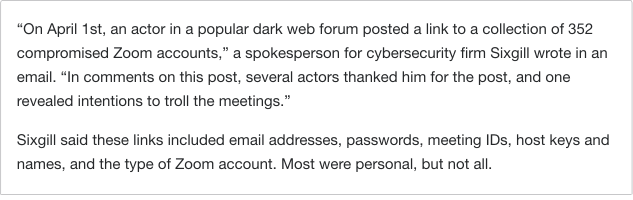 “On April 1st, an actor in a popular dark web forum posted a link to a collection of 352
compromised Zoom accounts,” a spokesperson for cybersecurity firm Sixgill wrote in an
email. “In comments on this post, several actors thanked him for the post, and one
revealed intentions to troll the meetings.”
Sixgill said these links included email addresses, passwords, meeting IDs, host keys and
names, and the type of Zoom account. Most were personal, but not all.